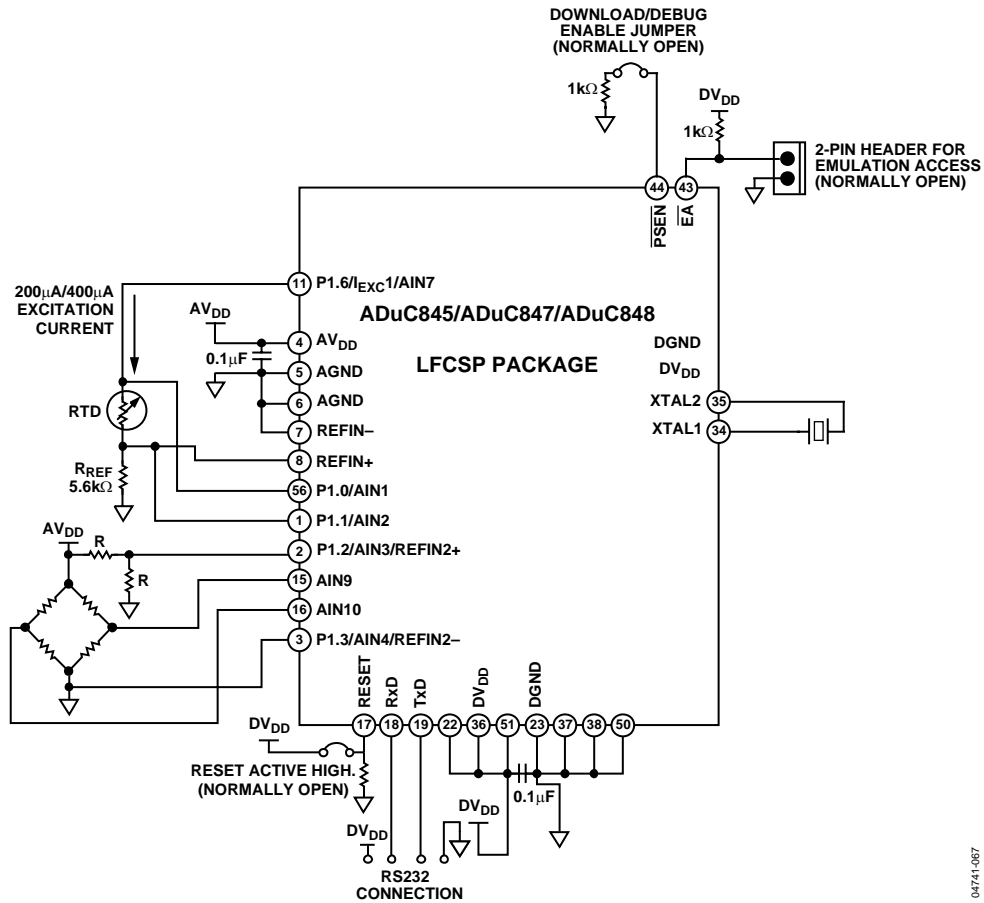 DOWNLOAD/DEBUG
ENABLE JUMPER
(NORMALLY OPEN)
1kΩ
DVDD
1kΩ
2-PIN HEADER FOR
EMULATION ACCESS
(NORMALLY OPEN)
44
43
PSEN
EA
11
P1.6/IEXC1/AIN7
200μA/400μA
EXCITATION
CURRENT
AVDD
ADuC845/ADuC847/ADuC848
4
AVDD
DGND
0.1μF
LFCSP PACKAGE
DVDD
5
AGND
6
AGND
XTAL2
35
RTD
7
REFIN–
XTAL1
34
8
REFIN+
RREF
5.6kΩ
56
P1.0/AIN1
1
P1.1/AIN2
AVDD
R
2
P1.2/AIN3/REFIN2+
R
15
AIN9
16
AIN10
3
P1.3/AIN4/REFIN2–
RESET
RxD
TxD
DVDD
DGND
17
18
19
22
36
51
23
37
38
50
DVDD
RESET ACTIVE HIGH.
(NORMALLY OPEN)
0.1μF
DVDD
DVDD
RS232
CONNECTION
04741-067